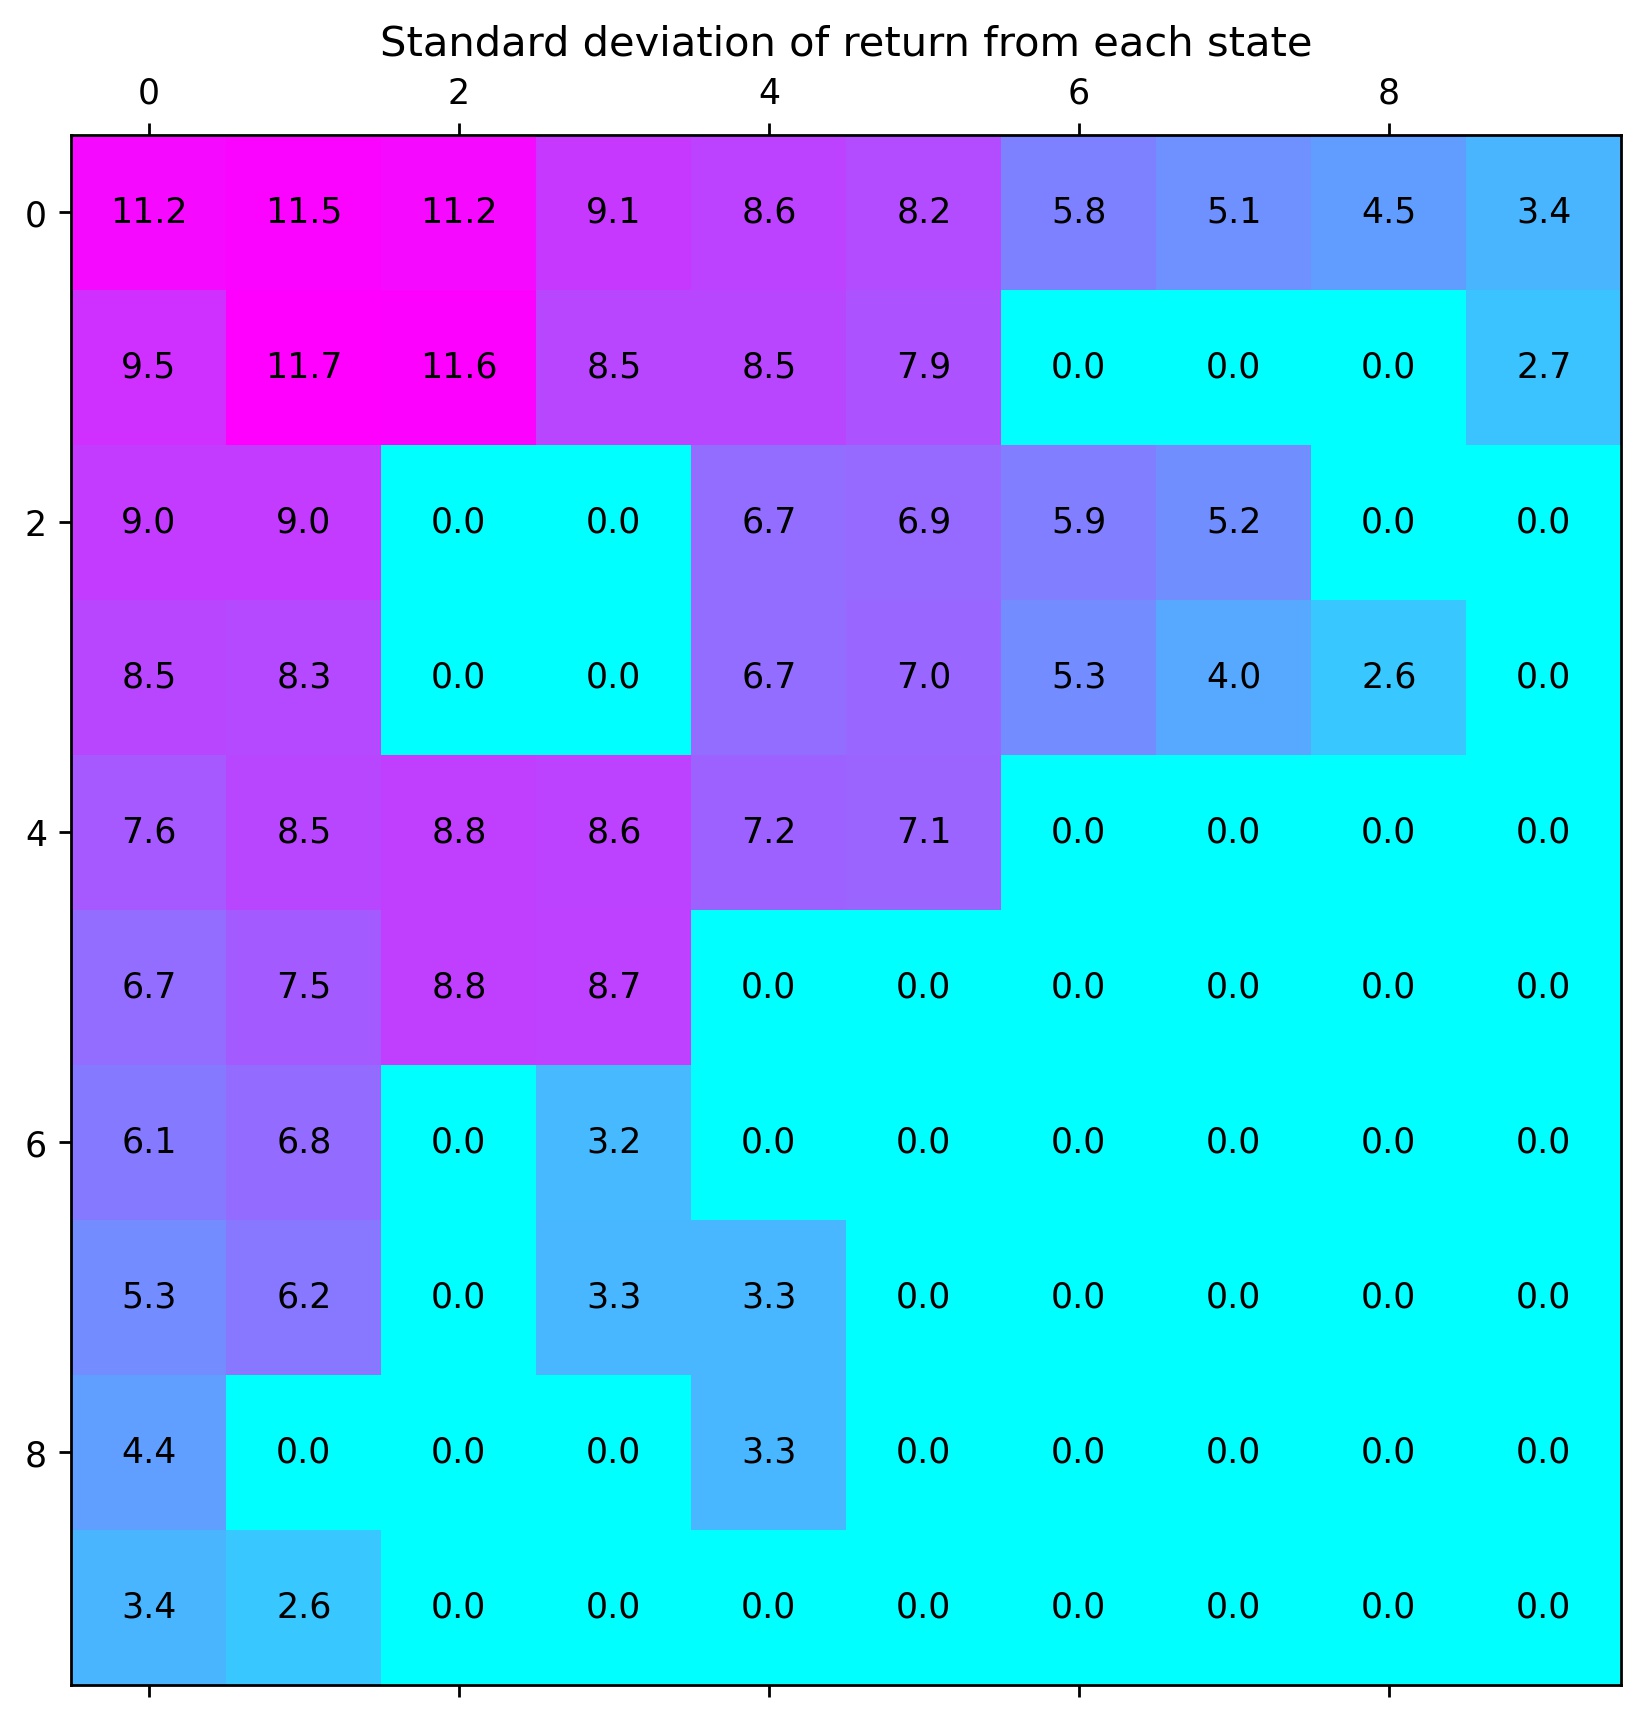 Standard deviation of return from each state
0 2 4 6 8
0 11.2 11.5 11.2 9.1 8.6 8.2 5.8 5.1 4.5 3.4
9.5 11.7 11.6 8.5 8.5 7.9 0.0 0.0 0.0 2.7
2 9.0 9.0 0.0 0.0 6.7 6.9 5.9 5.2 0.0 0.0
8.5 8.3 0.0 0.0 6.7 7.0 5.3 4.0 2.6 0.0
4 7.6 8.5 8.8 8.6 7.2 7.1 0.0 0.0 0.0 0.0
6.7 7.5 8.8 8.7 0.0 0.0 0.0 0.0 0.0 0.0
6 6.1 6.8 0.0 3.2 0.0 0.0 0.0 0.0 0.0 0.0
5.3 6.2 0.0 3.3 3.3 0.0 0.0 0.0 0.0 0.0
8 4.4 0.0 0.0 0.0 3.3 0.0 0.0 0.0 0.0 0.0
3.4 2.6 0.0 0.0 0.0 0.0 0.0 0.0 0.0 0.0